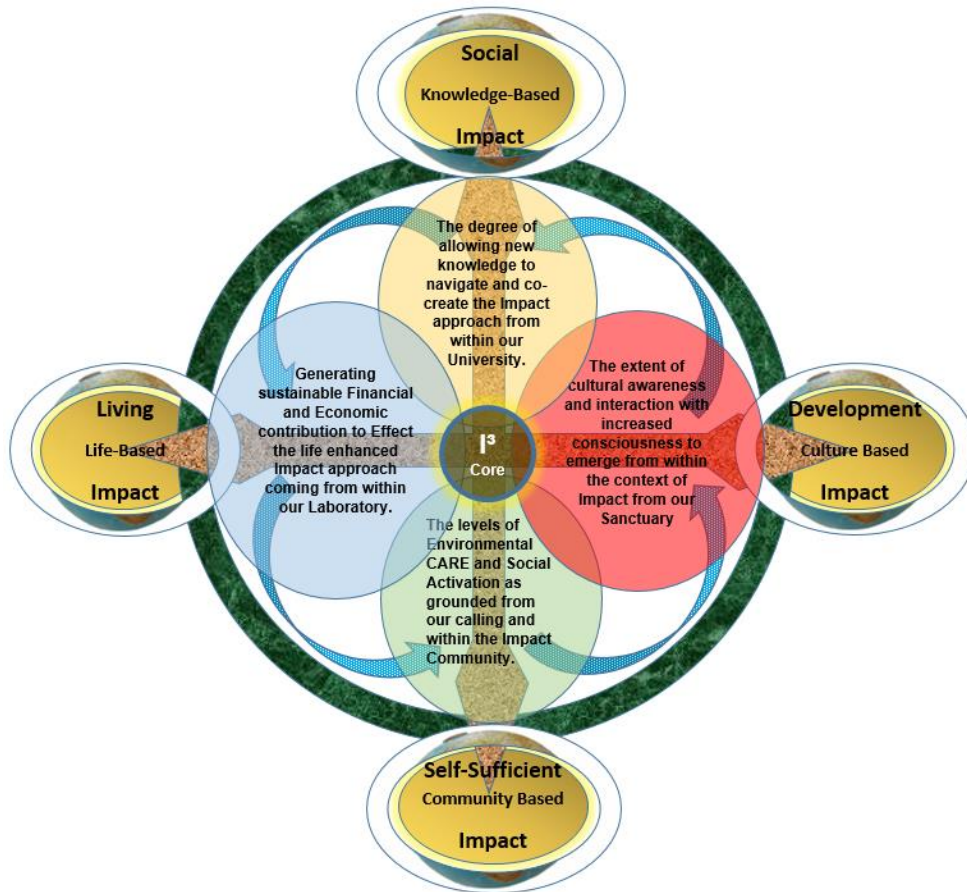 Social
Knowledge-Based
Impact
The degree of
allowing new
knowledge to
navigate and co-
create the Impact
approach from
within our
University.
Generating
sustainable Financial
and Economic
contribution to Effect
the life enhanced
Impact approach
coming from within
our Laboratory.
The extent of
cultural awareness
and interaction with
increased
consciousness to
emerge from within
the context of
Impact from our
Sanctuary
Living
Life-Based
Impact
I³
Core
Development
Culture Based
Impact
The levels of
Environmental
CARE and Social
Activation as
grounded from
our calling and
within the Impact
Community.
Self-Sufficient
Community Based
Impact